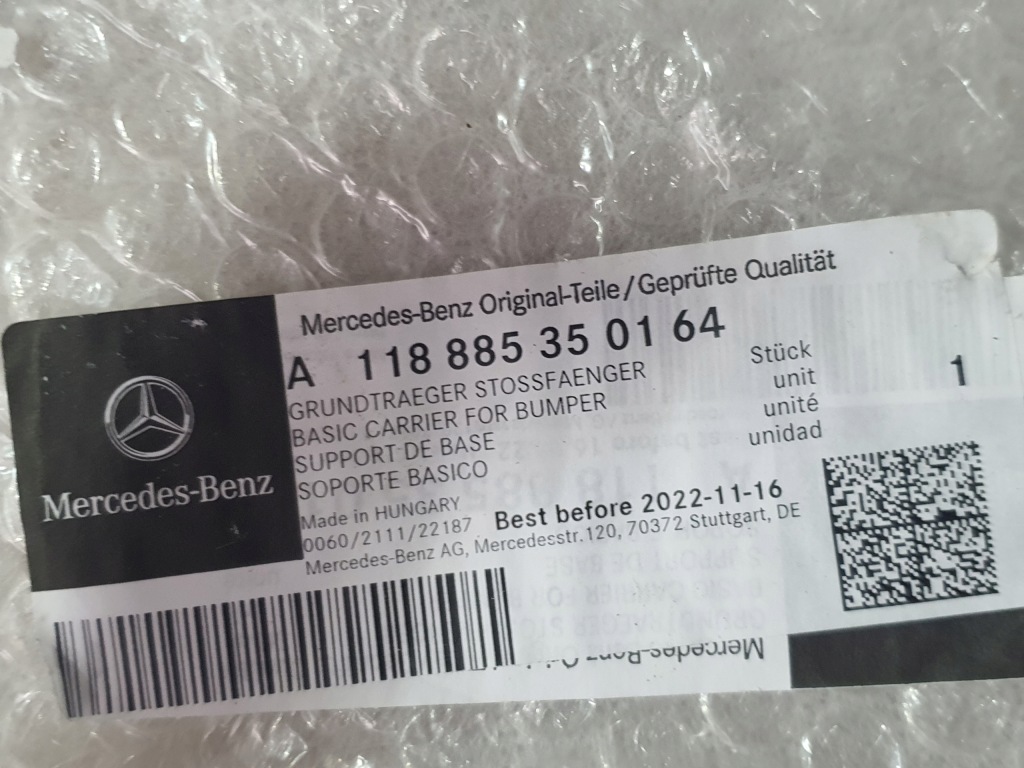 Mercedes-Benz Original-Teile/Geprüfte Qualität
A 118 885 35 01 64
GRUNDTRAEGER STOSSFAENGER
BASIC CARRIER FOR BUMPER
SUPPORT DE BASE
SOPORTE BASICO
Stück
unit
unité
unidad
1
Mercedes-Benz
Made in HUNGARY
0060/2111/22187 Best before 2022-11-16
Mercedes-Benz AG, Mercedesstr.120, 70372 Stuttgart, DE
Mercedes-Benz